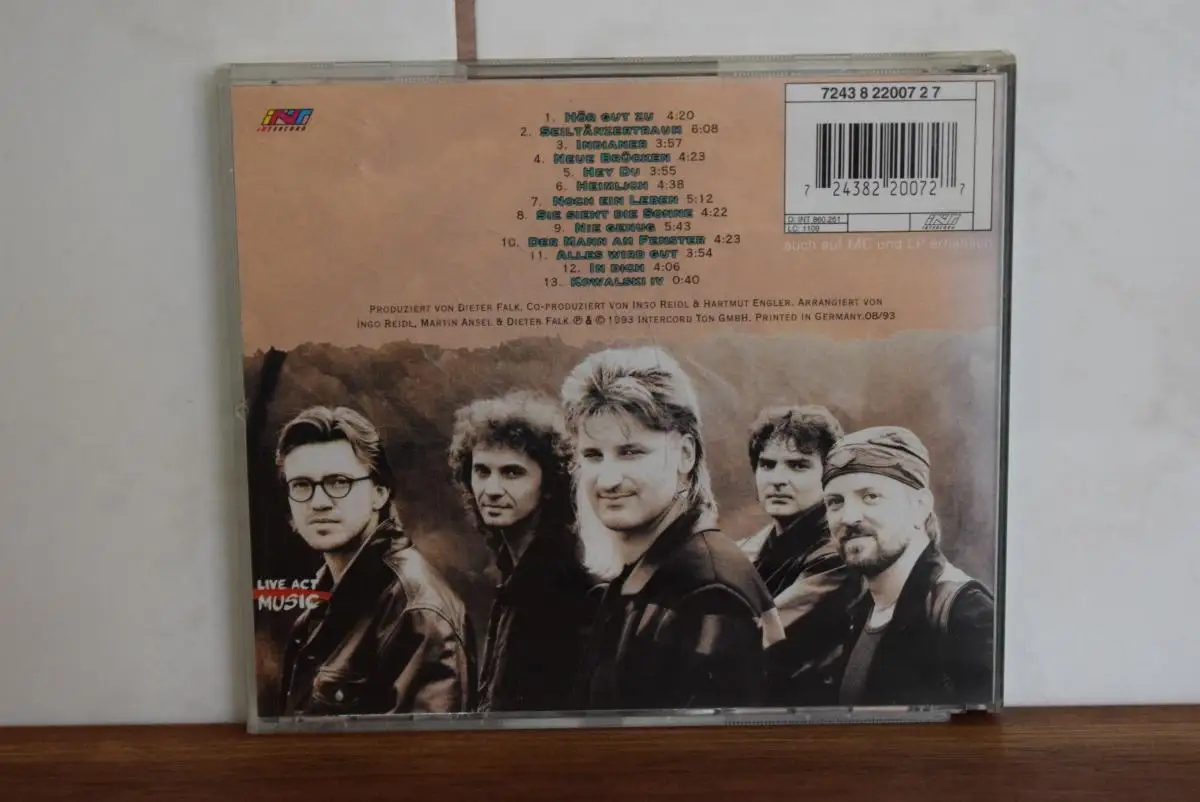 INTERCORD
1. HÖR GUT ZU 4:20
2. SEILTÄNZERTRAUM 6:08
3. INDIANER 3:57
4. NEUE BRÜCKEN 4:23
5. HEY DU 3:55
6. HEIMLICH 4:38
7. NOCH EIN LEBEN 5:12
8. SIE SIEHT DIE SONNE 4:22
9. NIE GENUG 5:43
10. DER MANN AM FENSTER 4:23
11. ALLES WIRD GUT 3:54
12. IN DICH 4:06
13. KOWALSKI IV 0:40
7243 8 22007 2 7
7 24382 20072 7
D: INT 860.261
LC: 1109
INTERCORD
auch auf MC und LP erhältlich
PRODUZIERT VON DIETER FALK. CO-PRODUZIERT VON INGO REIDL & HARTMUT ENGLER. ARRANGIERT VON
INGO REIDL, MARTIN ANSEL & DIETER FALK. ℗ & © 1993 INTERCORD TON GMBH. PRINTED IN GERMANY.08/93
LIVE ACT
MUSIC